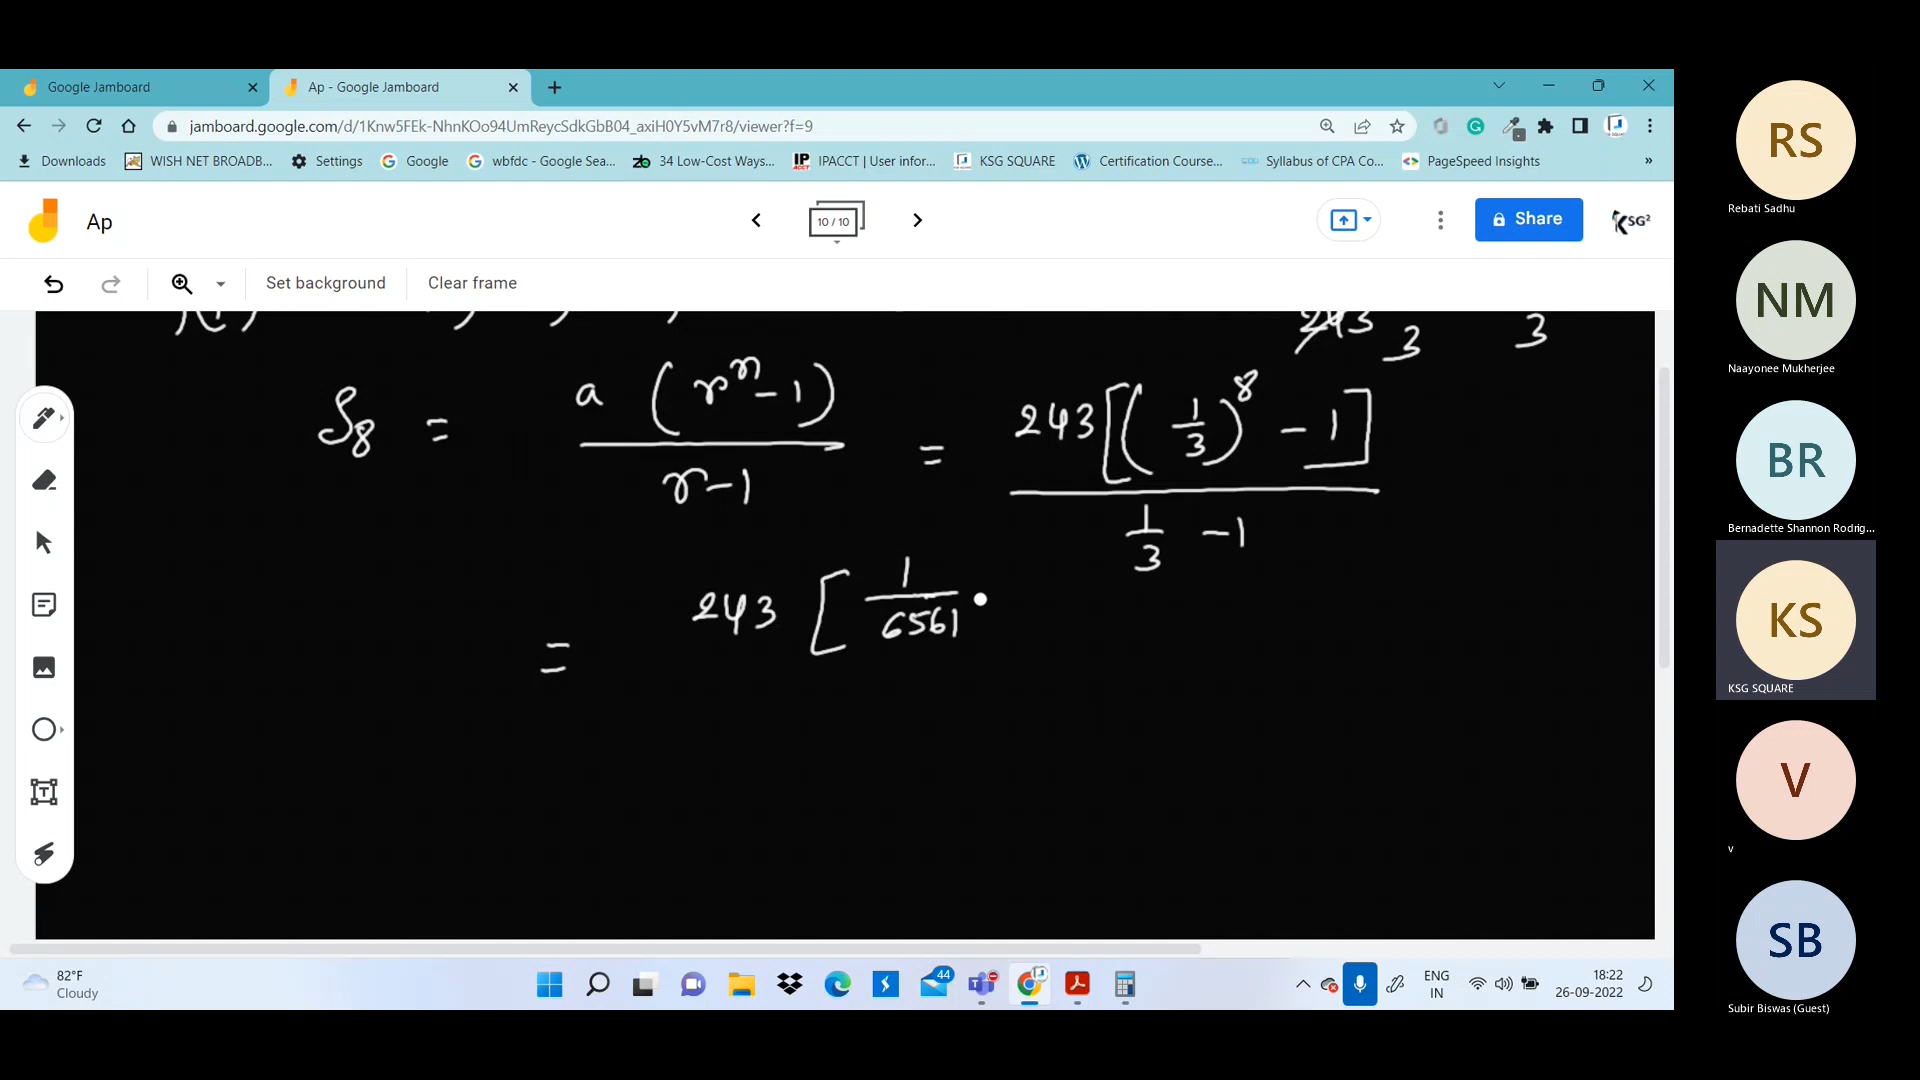 Google Jamboard
Ap - Google Jamboard
jamboard.google.com/d/1Knw5FEk-NhnKOo94UmReycSdkGbB04_axiH0Y5vM7r8/viewer?f=9
Downloads WISH NET BROADB... Settings Google wbfdc - Google Sea... 34 Low-Cost Ways... IPACCT | User infor... KSG SQUARE Certification Course... Syllabus of CPA Co... PageSpeed Insights »
Ap
10 / 10
Share
KSG²
Set background Clear frame
243 3 3
S₈ = a (rⁿ - 1) / r - 1 = 243 [(1/3)⁸ - 1] / 1/3 - 1
= 243 [ 1/6561
82°F
Cloudy
44
ENG
IN
18:22
26-09-2022
RS
Rebati Sadhu
NM
Naayonee Mukherjee
BR
Bernadette Shannon Rodrig...
KS
KSG SQUARE
V
v
SB
Subir Biswas (Guest)